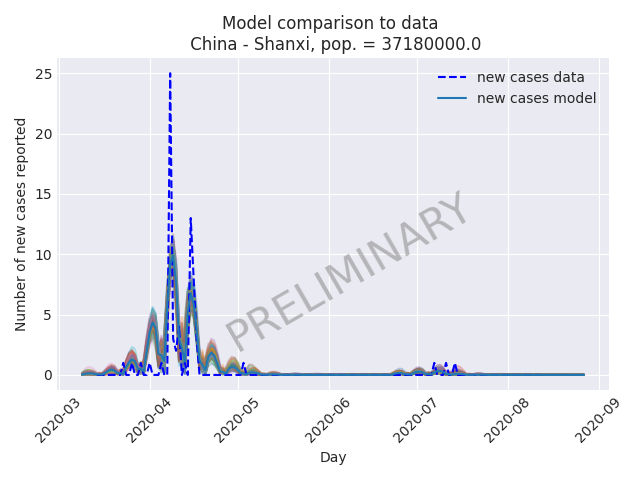 Model comparison to data
China - Shanxi, pop. = 37180000.0
25
20
15
10
5
0
Number of new cases reported
new cases data
new cases model
PRELIMINARY
2020-03
2020-04
2020-05
2020-06
2020-07
2020-08
2020-09
Day